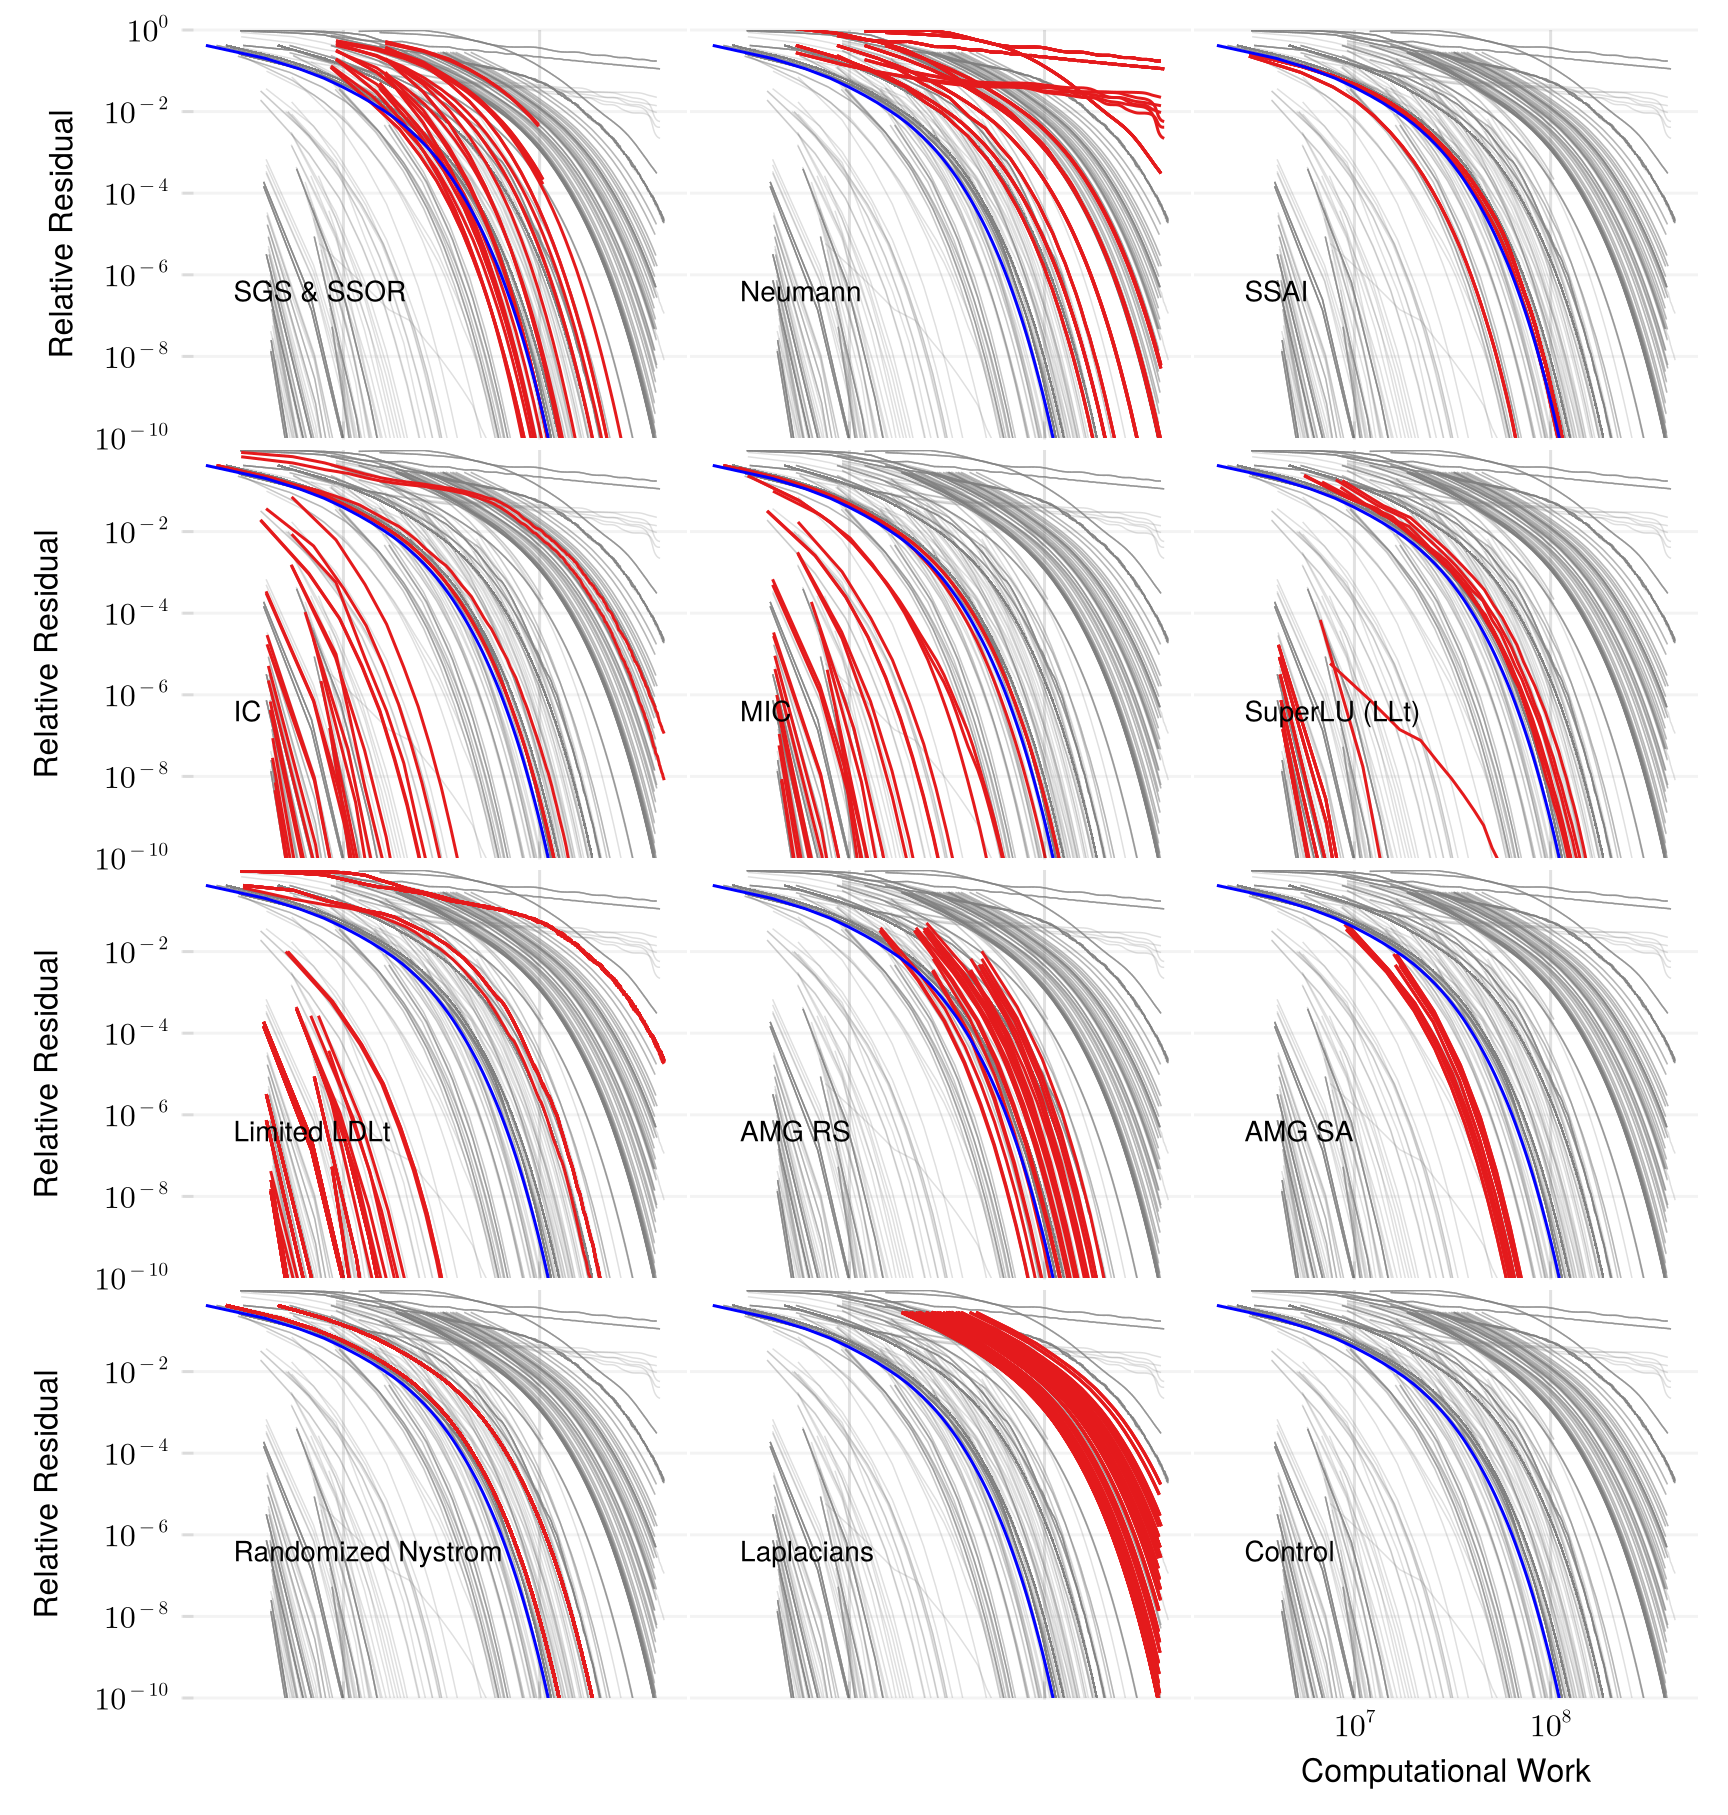 10^0
10^−2
10^−4
10^−6
10^−8
10^−10
Relative Residual
SGS & SSOR
Neumann
SSAI
10^−2
10^−4
10^−6
10^−8
10^−10
Relative Residual
IC
MIC
SuperLU (LLt)
10^−2
10^−4
10^−6
10^−8
10^−10
Relative Residual
Limited LDLt
AMG RS
AMG SA
10^−2
10^−4
10^−6
10^−8
10^−10
Relative Residual
Randomized Nystrom
Laplacians
Control
10^7
10^8
Computational Work